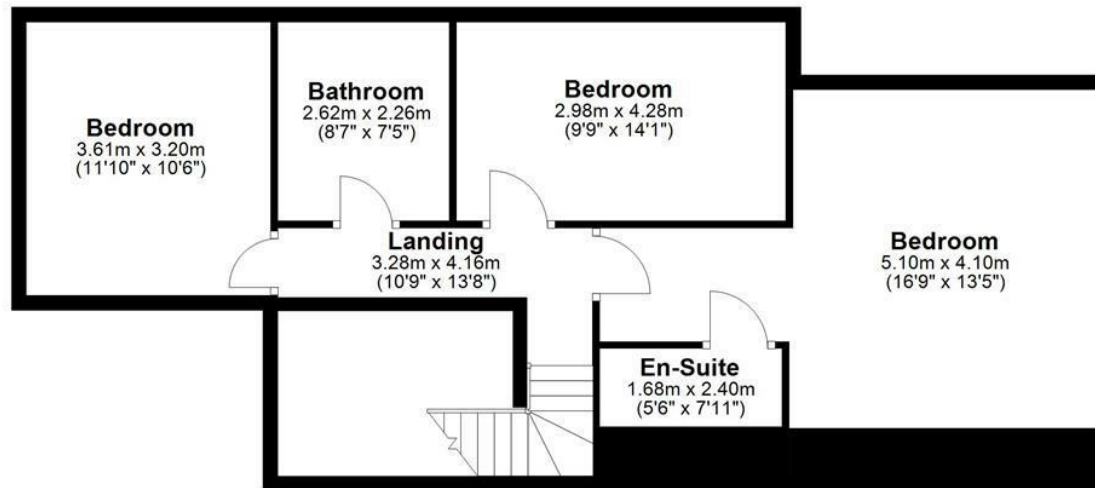 Bedroom
3.61m x 3.20m
(11'10" x 10'6")
Bathroom
2.62m x 2.26m
(8'7" x 7'5")
Bedroom
2.98m x 4.28m
(9'9" x 14'1")
Landing
3.28m x 4.16m
(10'9" x 13'8")
Bedroom
5.10m x 4.10m
(16'9" x 13'5")
En-Suite
1.68m x 2.40m
(5'6" x 7'11")